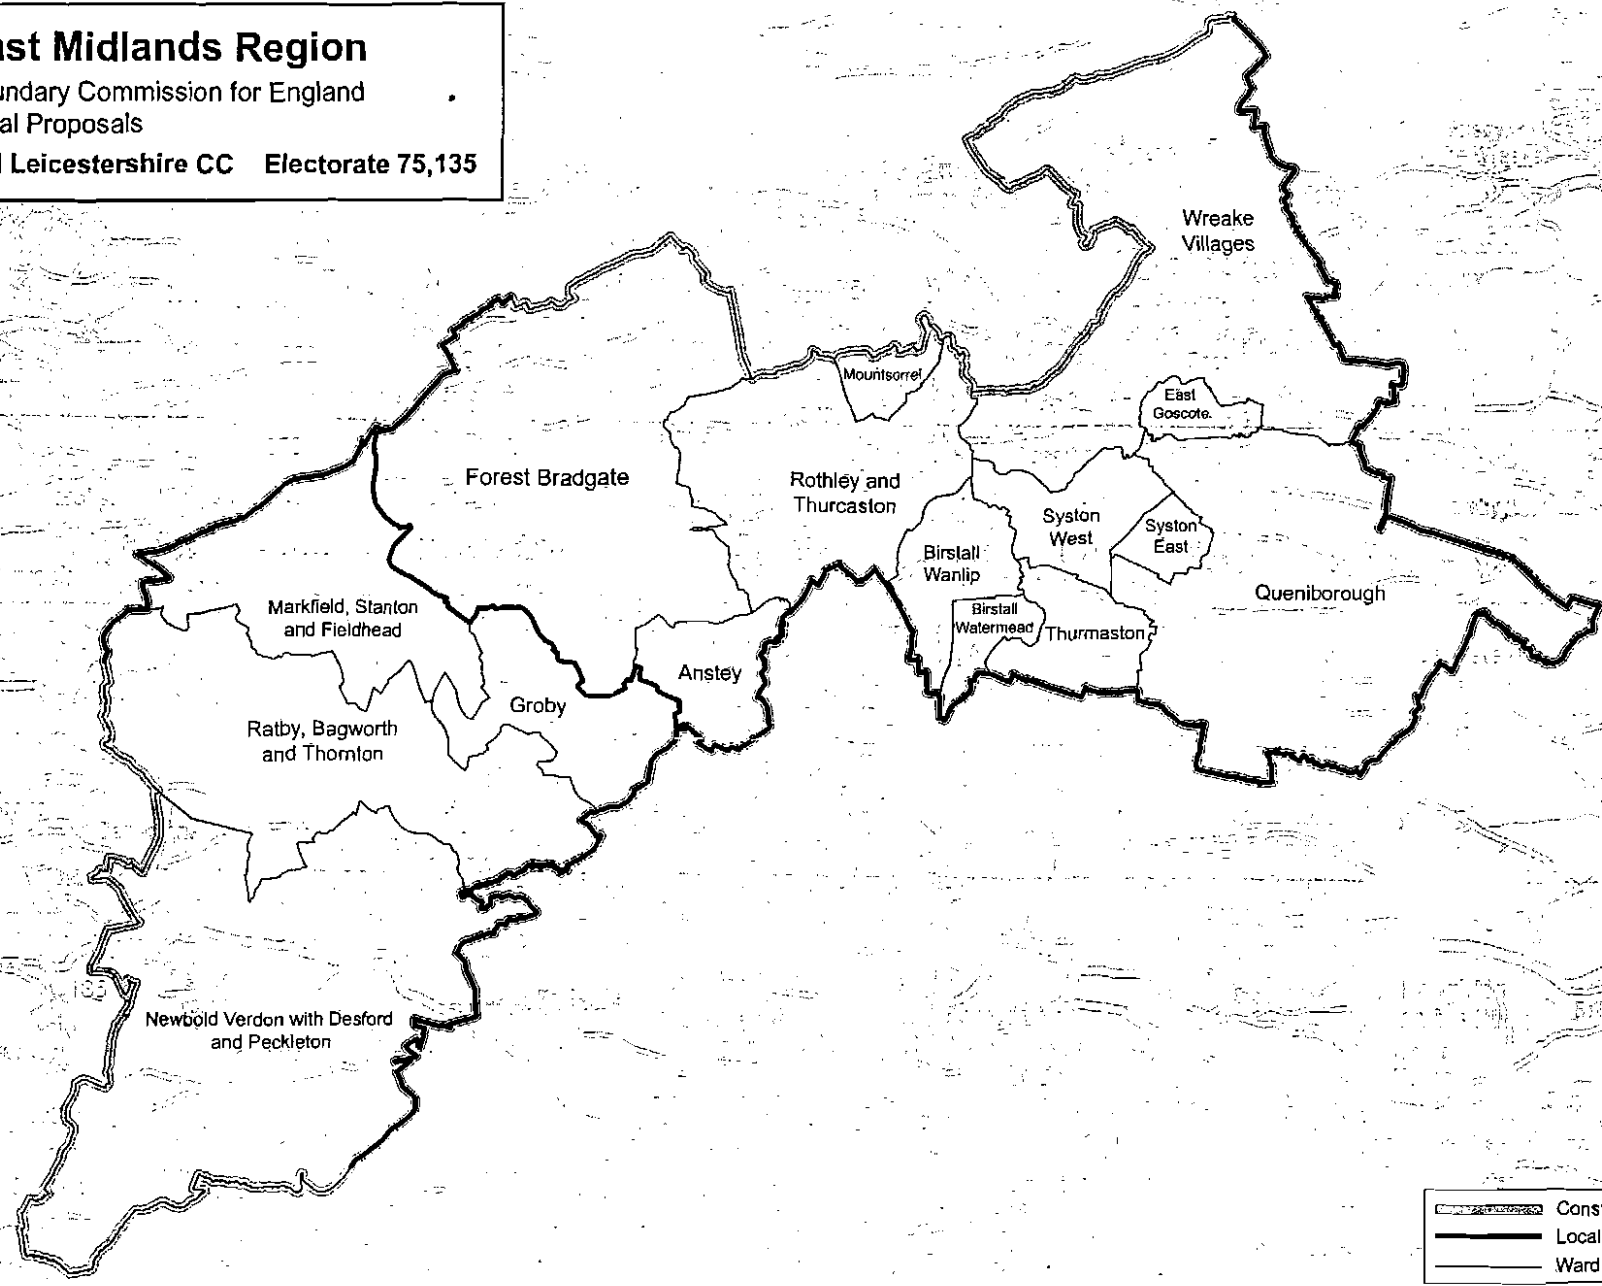 ast Midlands Region
undary Commission for England
al Proposals
Leicestershire CC Electorate 75,135
Wreake
Villages
Mountsorrel
East
Goscote
Forest Bradgate
Rothley and
Thurcaston
Syston
West
Syston
East
Birstall
Wanlip
Queniborough
Markfield, Stanton
and Fieldhead
Birstall
Watermead
Thurmaston
Anstey
Groby
Ratby, Bagworth
and Thornton
Newbold Verdon with Desford
and Peckleton
Cons
Local
Ward